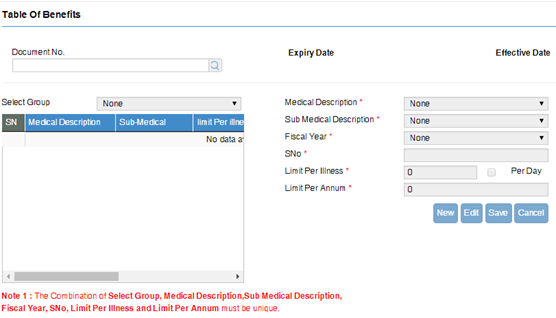 Table Of Benefits
Document No.
Expiry Date
Effective Date
Select Group
None
SN
Medical Description
Sub-Medical
limit Per illne
No data a
Medical Description *
None
Sub Medical Description *
None
Fiscal Year *
None
SNo *
Limit Per Illness *
0
Per Day
Limit Per Annum *
0
New
Edit
Save
Cancel
Note 1 : The Combination of Select Group, Medical Description,Sub Medical Description,
Fiscal Year, SNo, Limit Per Illness and Limit Per Annum must be unique.